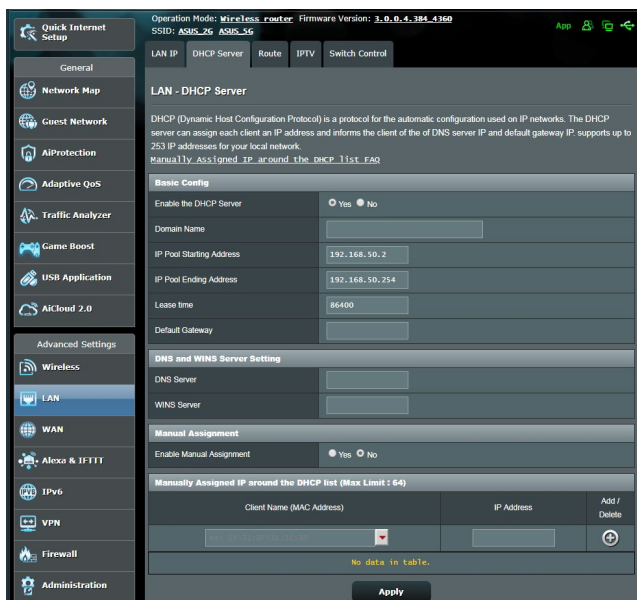 Quick Internet
Setup
General
Network Map
Guest Network
AiProtection
Adaptive QoS
Traffic Analyzer
Game Boost
USB Application
AiCloud 2.0
Advanced Settings
Wireless
LAN
WAN
Alexa & IFTTT
IPv6
VPN
Firewall
Administration
Operation Mode: Wireless router Firmware Version: 3.0.0.4.384_4360
SSID: ASUS_2G ASUS_5G
App
LAN IP DHCP Server Route IPTV Switch Control
LAN - DHCP Server
DHCP (Dynamic Host Configuration Protocol) is a protocol for the automatic configuration used on IP networks. The DHCP
server can assign each client an IP address and informs the client of the of DNS server IP and default gateway IP. supports up to
253 IP addresses for your local network.
Manually Assigned IP around the DHCP list FAQ
Basic Config
Enable the DHCP Server Yes No
Domain Name
IP Pool Starting Address 192.168.50.2
IP Pool Ending Address 192.168.50.254
Lease time 86400
Default Gateway
DNS and WINS Server Setting
DNS Server
WINS Server
Manual Assignment
Enable Manual Assignment Yes No
Manually Assigned IP around the DHCP list (Max Limit : 64)
Client Name (MAC Address) IP Address Add /
Delete
No data in table.
Apply